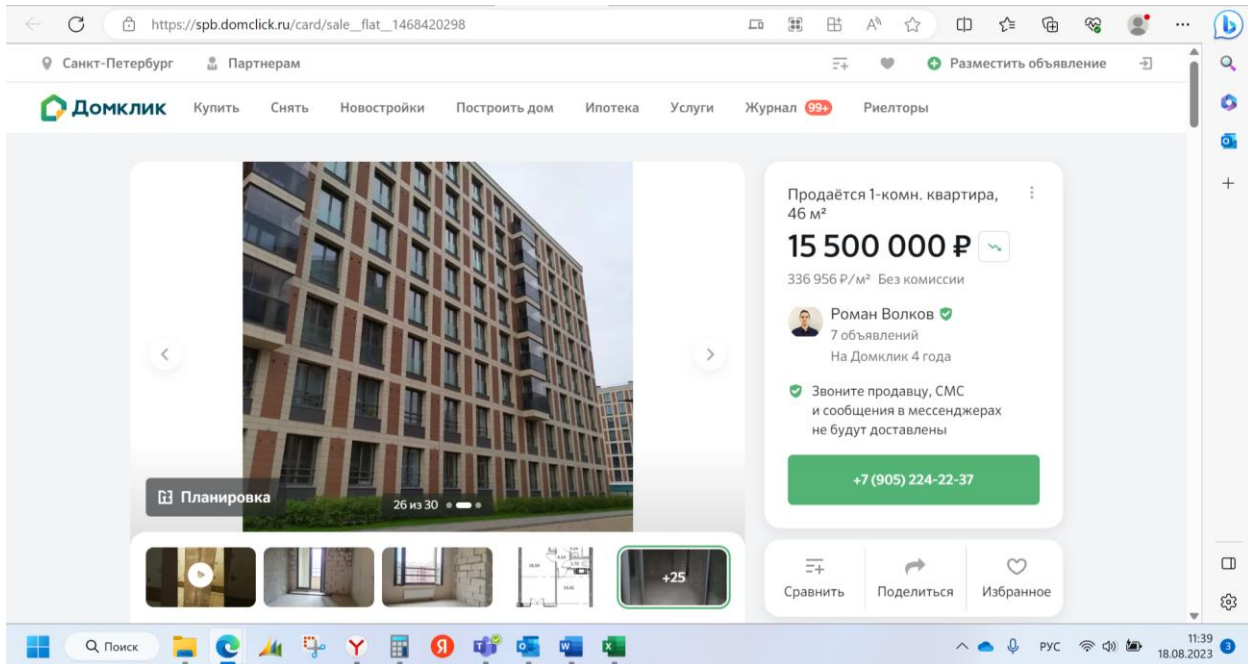 https://spb.domclick.ru/card/sale__flat__1468420298
Санкт-Петербург
Партнерам
Разместить объявление
Домклик
Купить
Снять
Новостройки
Построить дом
Ипотека
Услуги
Журнал 99+
Риелторы
Продаётся 1-комн. квартира,
46 м²
15 500 000 ₽
336 956 ₽/м² Без комиссии
Роман Волков
7 объявлений
На Домклик 4 года
Звоните продавцу, СМС
и сообщения в мессенджерах
не будут доставлены
+7 (905) 224-22-37
Планировка
26 из 30
+25
Сравнить
Поделиться
Избранное
Поиск
РУС
11:39
18.08.2023
3